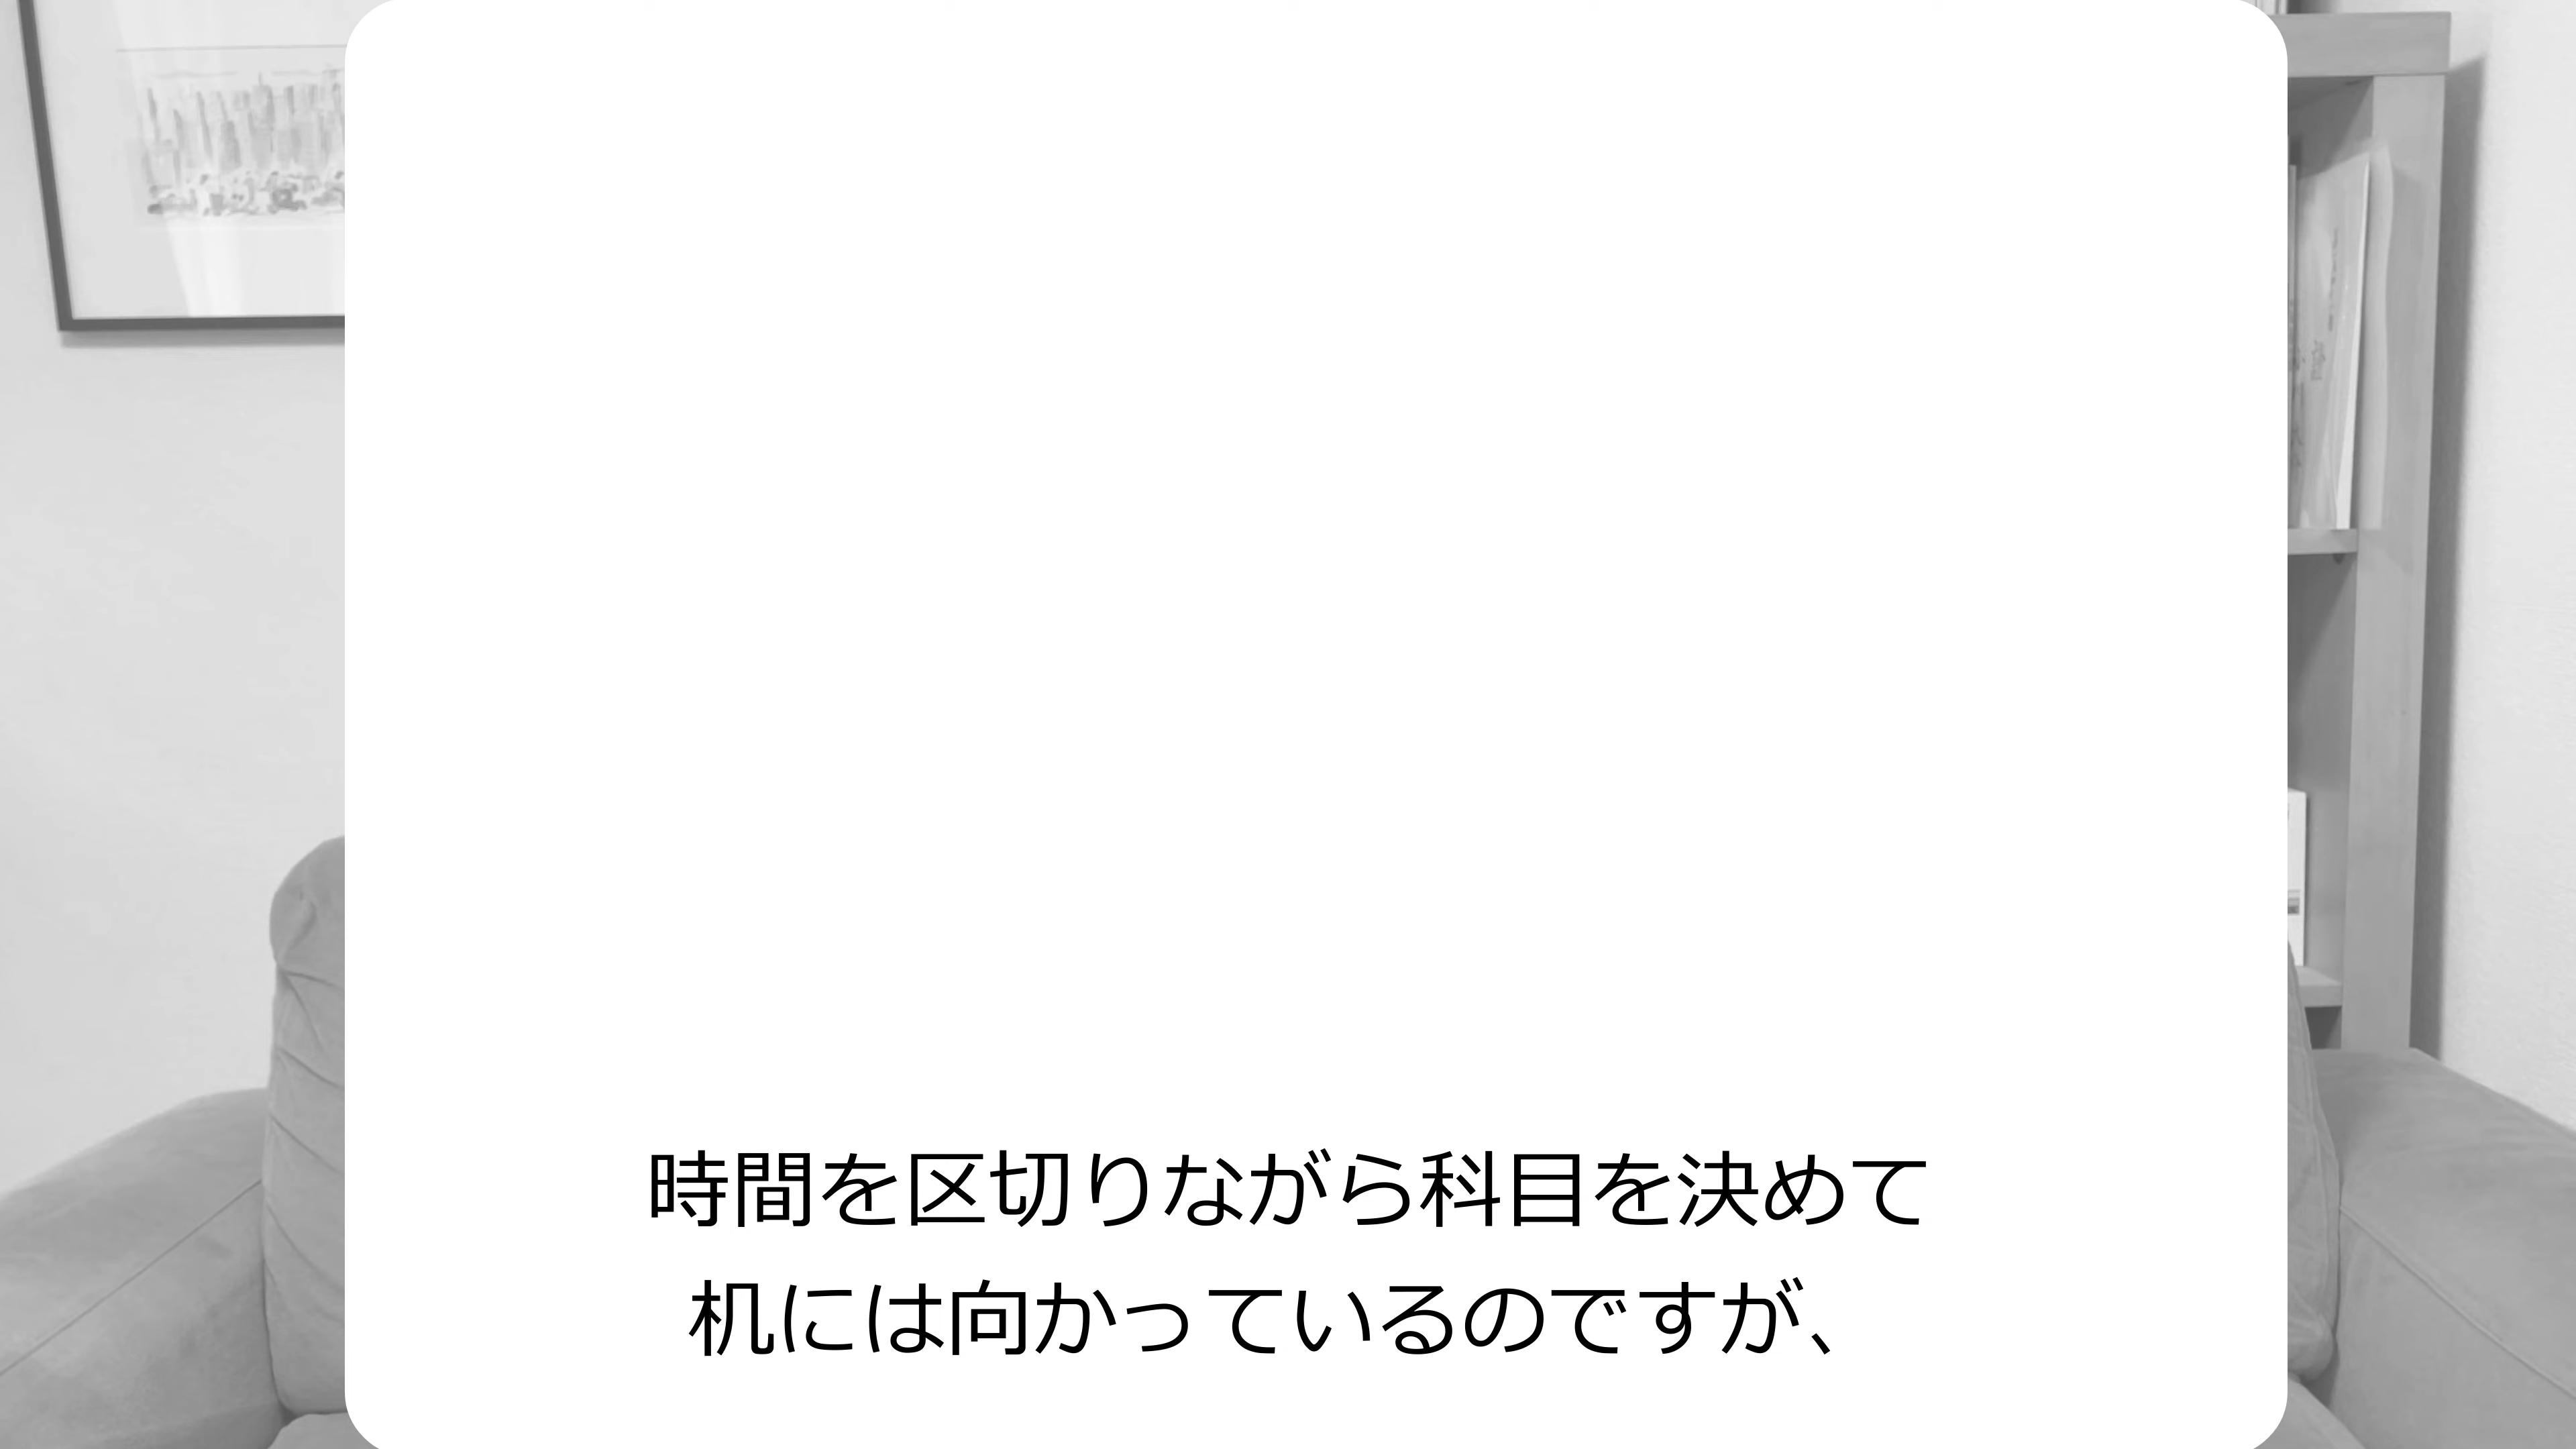 時間を区切りながら科目を決めて
机には向かっているのですが、